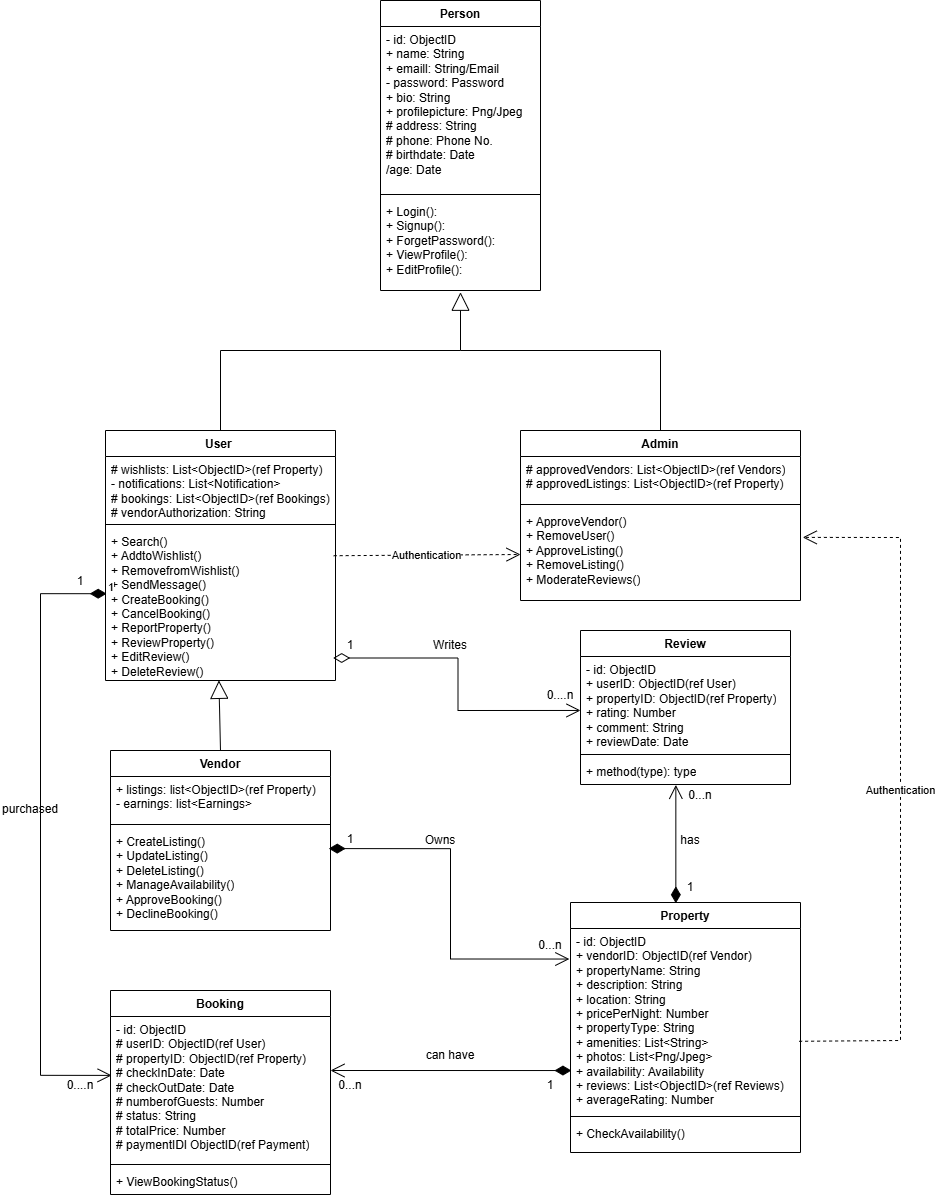 Person
- id: ObjectID
+ name: String
+ emaill: String/Email
- password: Password
+ bio: String
+ profilepicture: Png/Jpeg
# address: String
# phone: Phone No.
# birthdate: Date
/age: Date
+ Login():
+ Signup():
+ ForgetPassword():
+ ViewProfile():
+ EditProfile():
User
# wishlists: List<ObjectID>(ref Property)
- notifications: List<Notification>
# bookings: List<ObjectID>(ref Bookings)
# vendorAuthorization: String
+ Search()
+ AddtoWishlist()
+ RemovefromWishlist()
+ SendMessage()
+ CreateBooking()
+ CancelBooking()
+ ReportProperty()
+ ReviewProperty()
+ EditReview()
+ DeleteReview()
1
1
Authentication
Admin
# approvedVendors: List<ObjectID>(ref Vendors)
# approvedListings: List<ObjectID>(ref Property)
+ ApproveVendor()
+ RemoveUser()
+ ApproveListing()
+ RemoveListing()
+ ModerateReviews()
1
Writes
0....n
Review
- id: ObjectID
+ userID: ObjectID(ref User)
+ propertyID: ObjectID(ref Property)
+ rating: Number
+ comment: String
+ reviewDate: Date
+ method(type): type
Vendor
+ listings: list<ObjectID>(ref Property)
- earnings: list<Earnings>
+ CreateListing()
+ UpdateListing()
+ DeleteListing()
+ ManageAvailability()
+ ApproveBooking()
+ DeclineBooking()
purchased
1
Owns
0...n
0...n
has
1
Authentication
Property
- id: ObjectID
+ vendorID: ObjectID(ref Vendor)
+ propertyName: String
+ description: String
+ location: String
+ pricePerNight: Number
+ propertyType: String
+ amenities: List<String>
+ photos: List<Png/Jpeg>
+ availability: Availability
+ reviews: List<ObjectID>(ref Reviews)
+ averageRating: Number
+ CheckAvailability()
Booking
- id: ObjectID
# userID: ObjectID(ref User)
# propertyID: ObjectID(ref Property)
# checkInDate: Date
# checkOutDate: Date
# numberofGuests: Number
# status: String
# totalPrice: Number
# paymentIDl ObjectID(ref Payment)
+ ViewBookingStatus()
0....n
can have
0...n
1